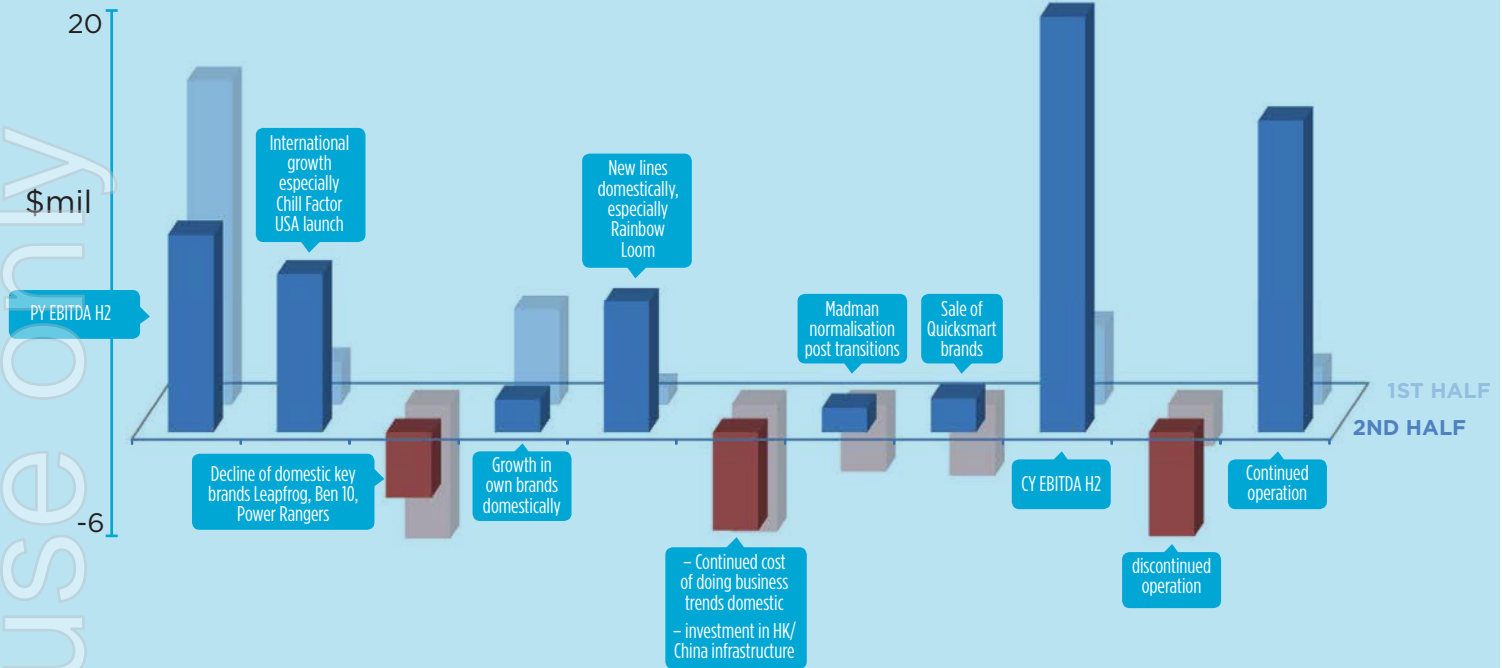 20
$mil
-6
use only
PY EBITDA H2
International
growth
especially
Chill Factor
USA launch
Decline of domestic key
brands Leapfrog, Ben 10,
Power Rangers
Growth in
own brands
domestically
New lines
domestically,
especially
Rainbow
Loom
– Continued cost
of doing business
trends domestic
– investment in HK/
China infrastructure
Madman
normalisation
post transitions
Sale of
Quicksmart
brands
CY EBITDA H2
discontinued
operation
Continued
operation
1ST HALF
2ND HALF